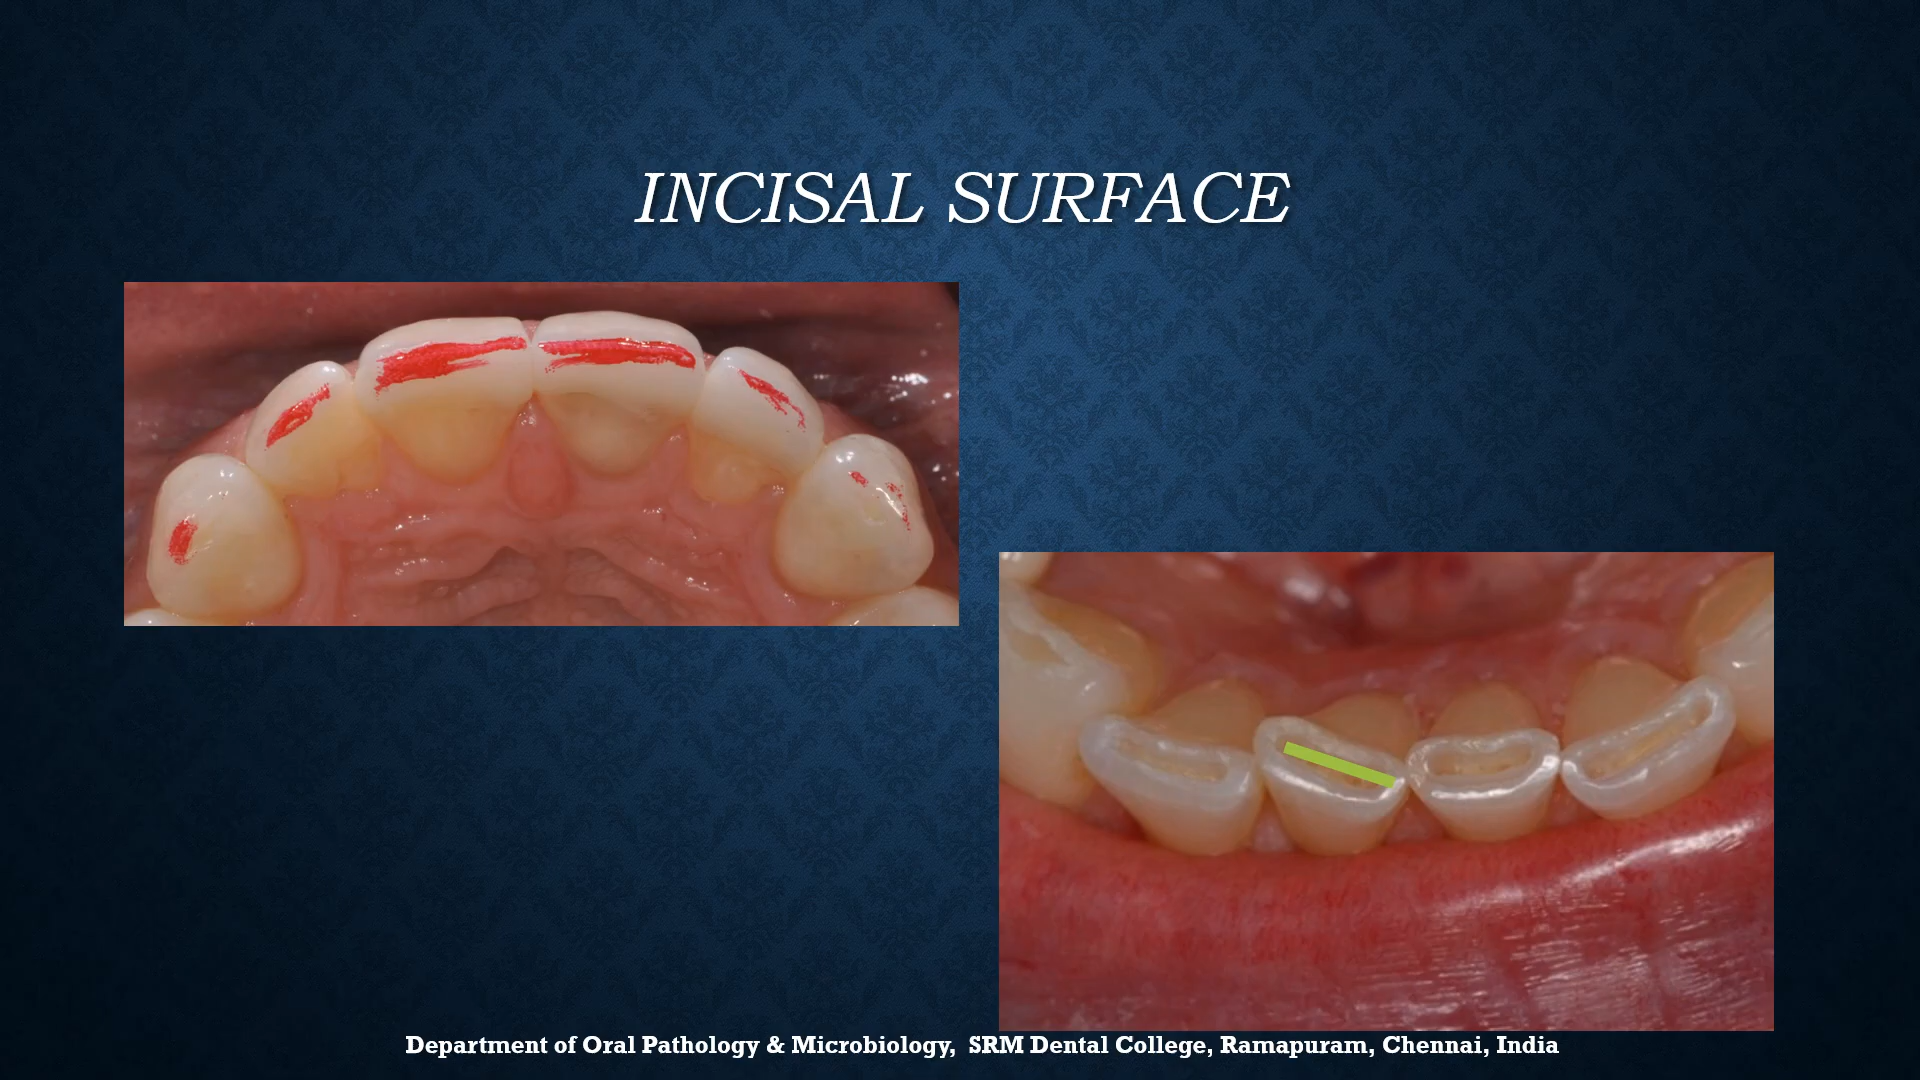 INCISAL SURFACE
Department of Oral Pathology & Microbiology, SRM Dental College, Ramapuram, Chennai, India